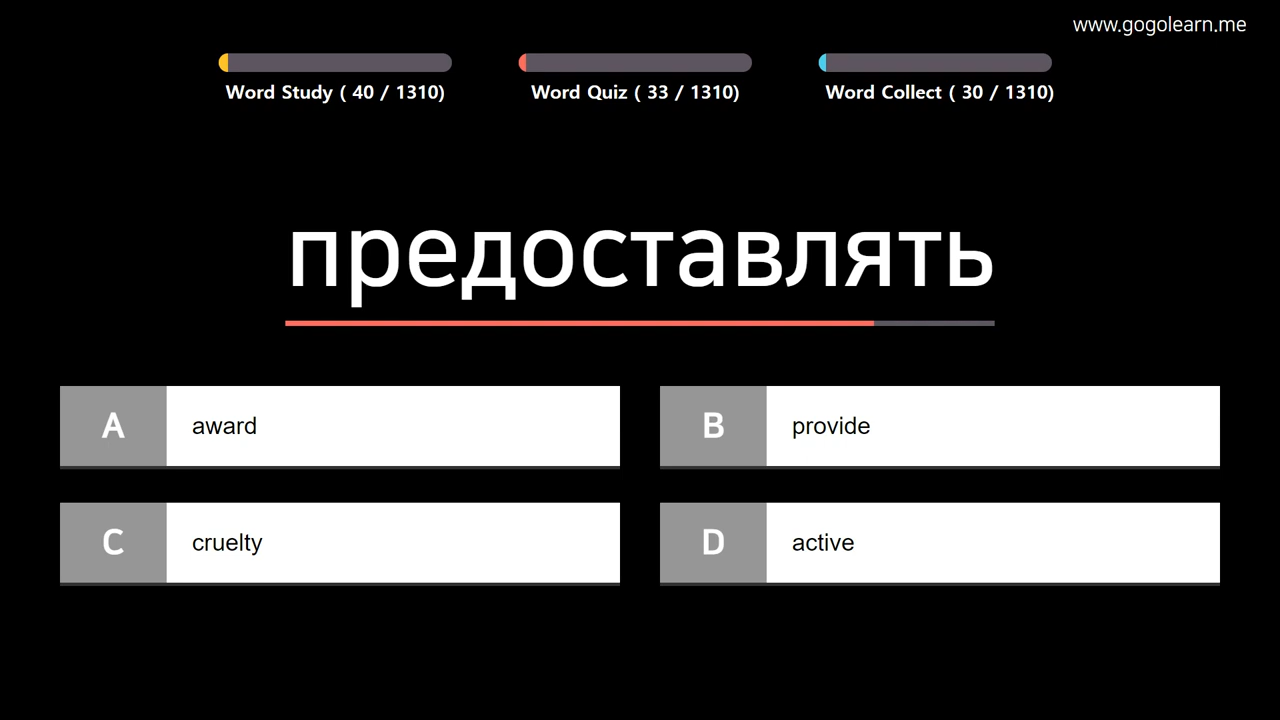 www.gogolearn.me
Word Study ( 40 / 1310)
Word Quiz ( 33 / 1310)
Word Collect ( 30 / 1310)
предоставлять
A award
B provide
C cruelty
D active